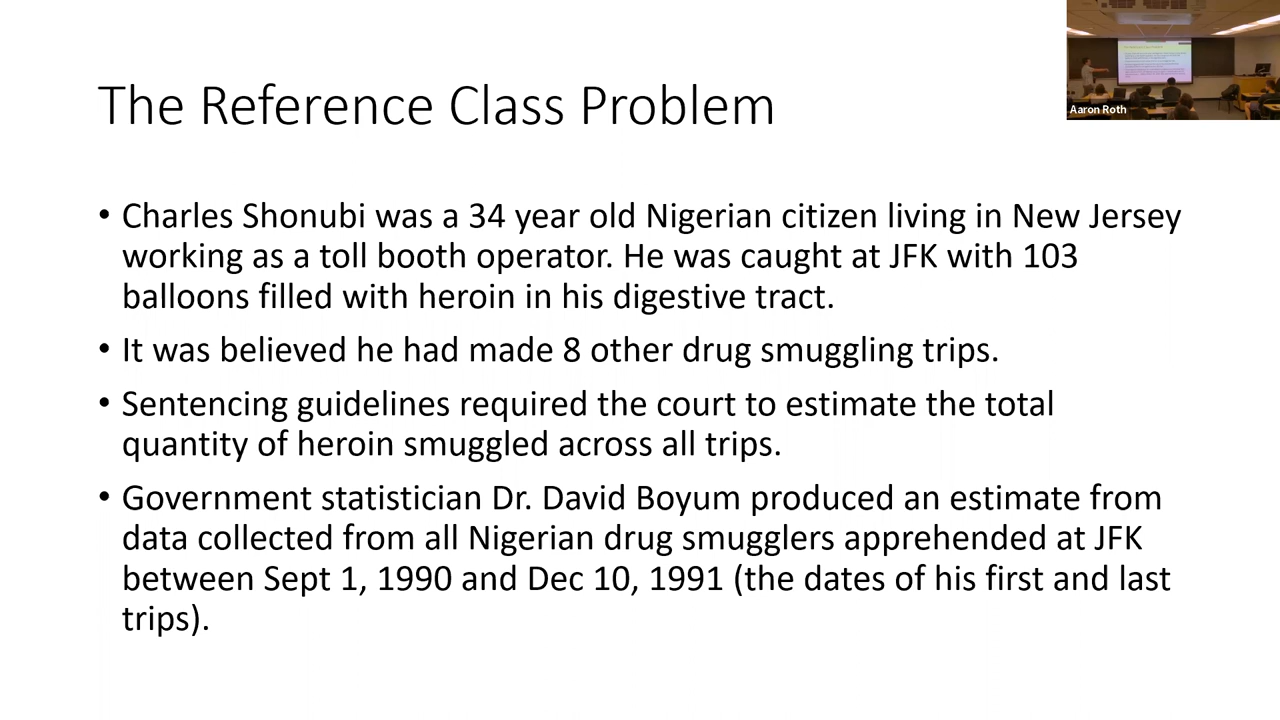 The Reference Class Problem
Aaron Roth
• Charles Shonubi was a 34 year old Nigerian citizen living in New Jersey
working as a toll booth operator. He was caught at JFK with 103
balloons filled with heroin in his digestive tract.
• It was believed he had made 8 other drug smuggling trips.
• Sentencing guidelines required the court to estimate the total
quantity of heroin smuggled across all trips.
• Government statistician Dr. David Boyum produced an estimate from
data collected from all Nigerian drug smugglers apprehended at JFK
between Sept 1, 1990 and Dec 10, 1991 (the dates of his first and last
trips).